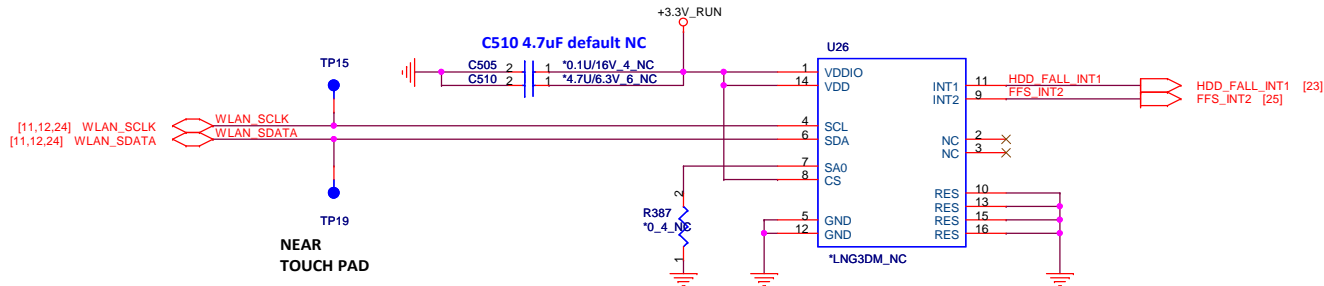 +3.3V_RUN
C510 4.7uF default NC
U26
TP15
C505 2 1 *0.1U/16V_4_NC
C510 2 1 *4.7U/6.3V_6_NC
1 VDDIO
14 VDD
INT1 11 HDD_FALL_INT1 HDD_FALL_INT1 [23]
INT2 9 FFS_INT2 FFS_INT2 [25]
[11,12,24] WLAN_SCLK WLAN_SCLK 4 SCL
[11,12,24] WLAN_SDATA WLAN_SDATA 6 SDA
NC 2
NC 3
7 SA0
8 CS
2
R387
*0_4_NC
1
RES 10
RES 13
RES 15
RES 16
5 GND
12 GND
TP19
NEAR
TOUCH PAD
*LNG3DM_NC